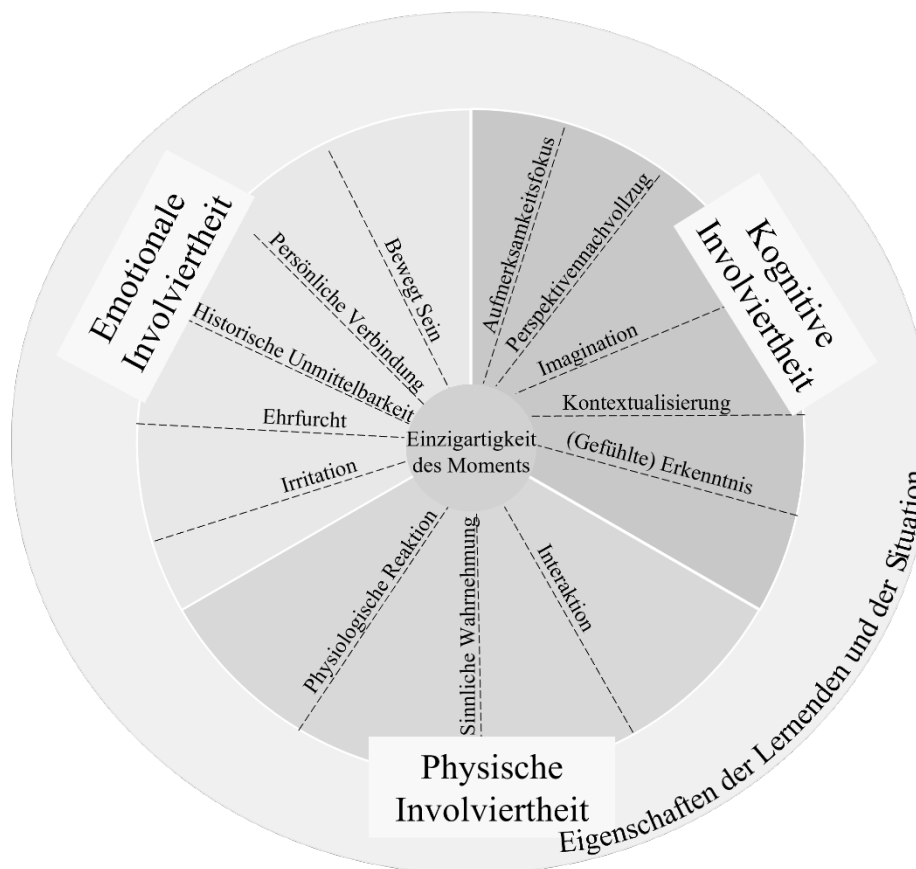 Emotionale
Involviertheit
Bewegt Sein
Persönliche Verbindung
Historische Unmittelbarkeit
Ehrfurcht
Irritation
Kognitive
Involviertheit
Aufmerksamkeitsfokus
Perspektivennachvollzug
Imagination
Kontextualisierung
(Gefühlte) Erkenntnis
Einzigartigkeit
des Moments
Physiologische Reaktion
Sinnliche Wahrnehmung
Interaktion
Physische
Involviertheit
Eigenschaften der Lernenden und der Situation